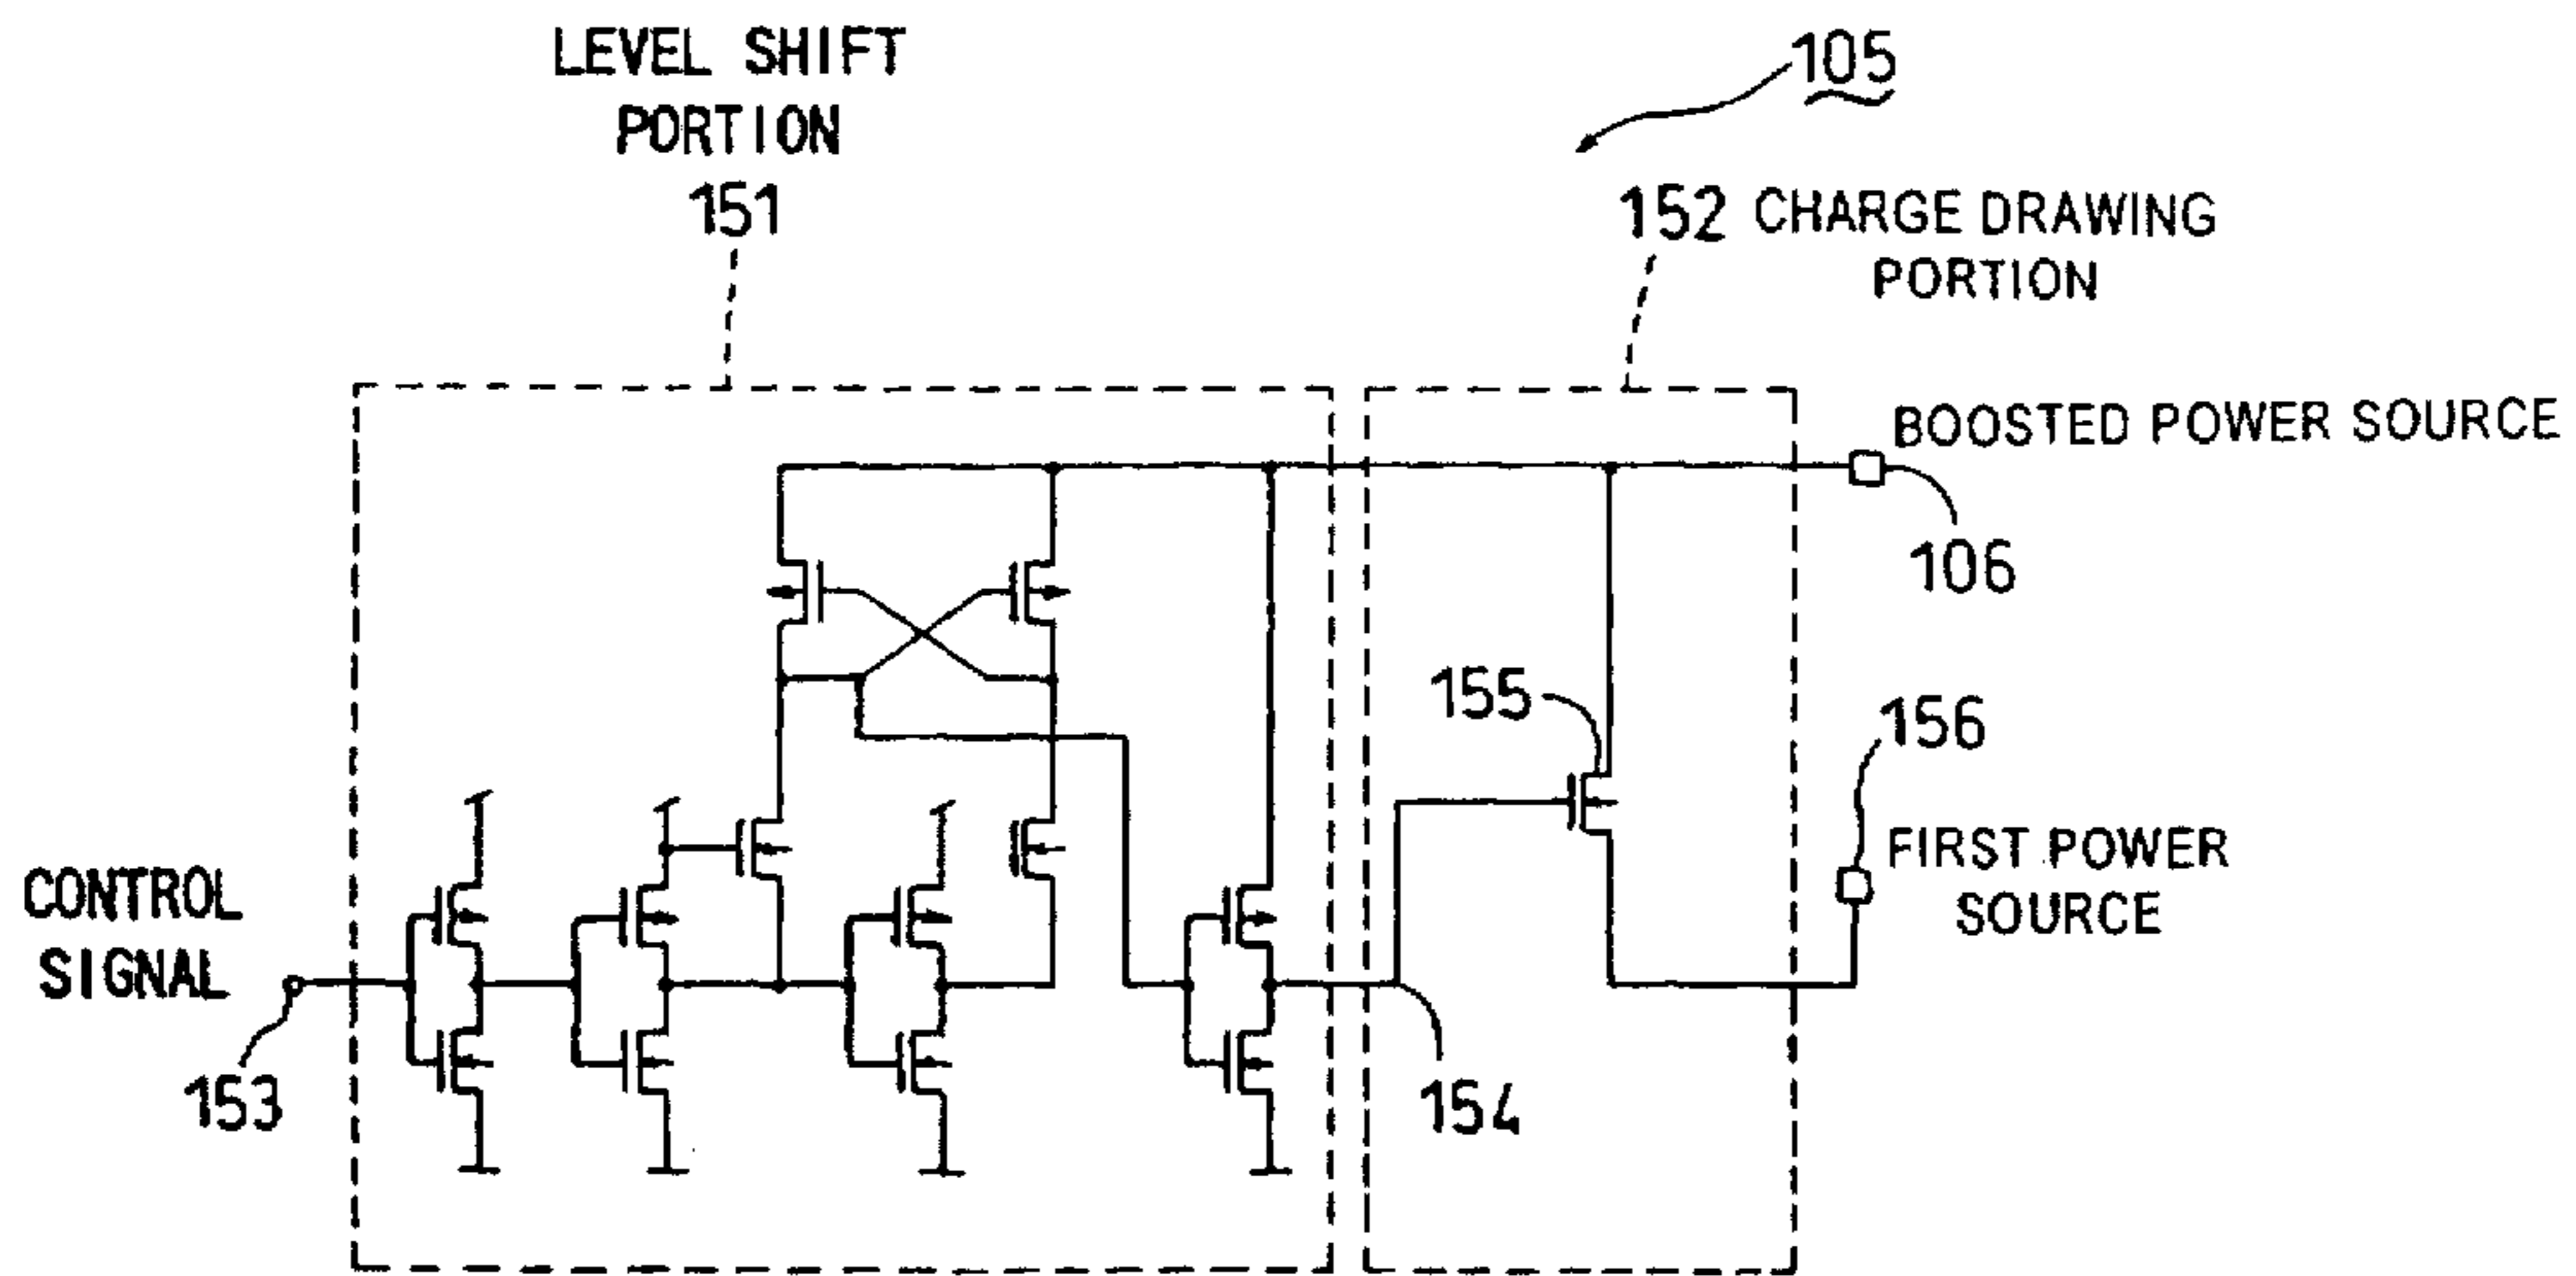 LEVEL SHIFT
PORTION
151
105
152 CHARGE DRAWING
PORTION
BOOSTED POWER SOURCE
106
155
156
FIRST POWER
SOURCE
CONTROL
SIGNAL
153
154